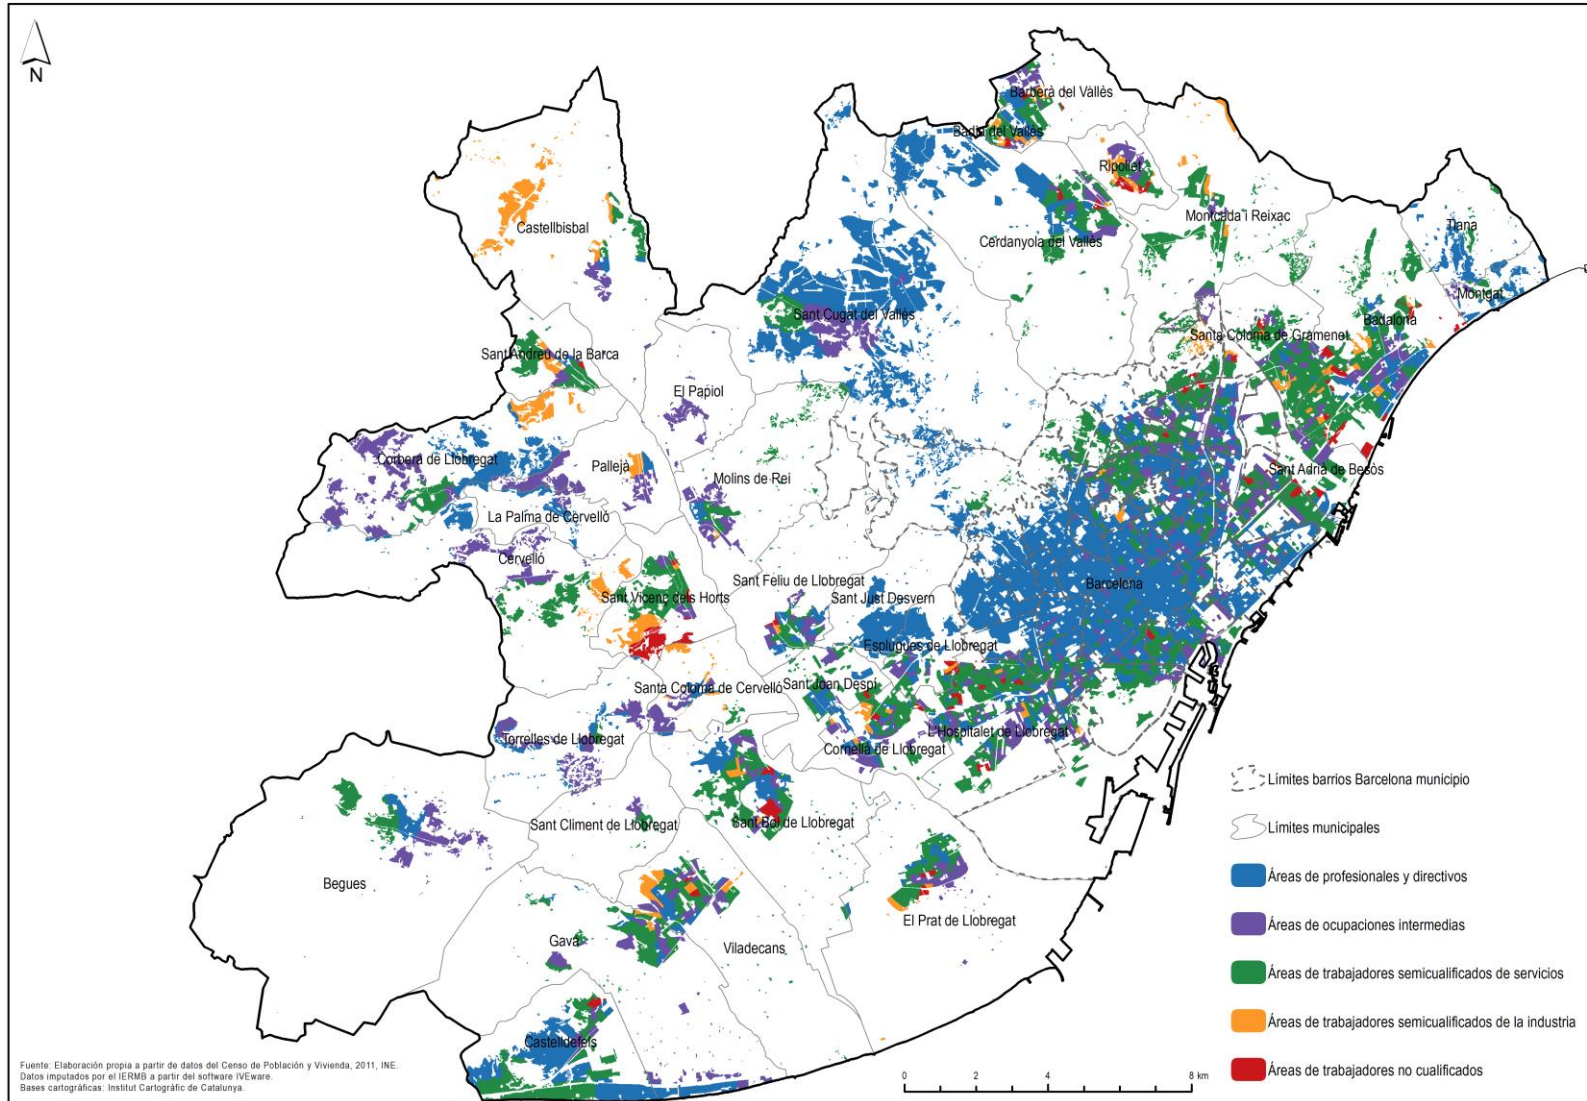 N
Barberà del Vallès
Badia del Vallès
Ripollet
Castellbisbal
Montcada i Reixac
Tiana
Cerdanyola del Vallès
Montgat
Sant Cugat del Vallès
Badalona
Santa Coloma de Gramenet
Sant Andreu de la Barca
El Papiol
Corbera de Llobregat
Pallejà
Sant Adrià de Besòs
Molins de Rei
La Palma de Cervelló
Cervelló
Sant Feliu de Llobregat
Barcelona
Sant Vicenç dels Horts
Sant Just Desvern
Esplugues de Llobregat
Sant Joan Despí
Santa Coloma de Cervelló
L'Hospitalet de Llobregat
Torrelles de Llobregat
Cornellà de Llobregat
Sant Climent de Llobregat
Sant Boi de Llobregat
Begues
El Prat de Llobregat
Gavà
Viladecans
Castelldefels
Límites barrios Barcelona municipio
Límites municipales
Áreas de profesionales y directivos
Áreas de ocupaciones intermedias
Áreas de trabajadores semicualificados de servicios
Áreas de trabajadores semicualificados de la industria
Áreas de trabajadores no cualificados
0 2 4 8 km
Fuente: Elaboración propia a partir de datos del Censo de Población y Vivienda, 2011, INE.
Datos imputados por el IERMB a partir del software IVEware.
Bases cartográficas: Institut Cartogràfic de Catalunya.